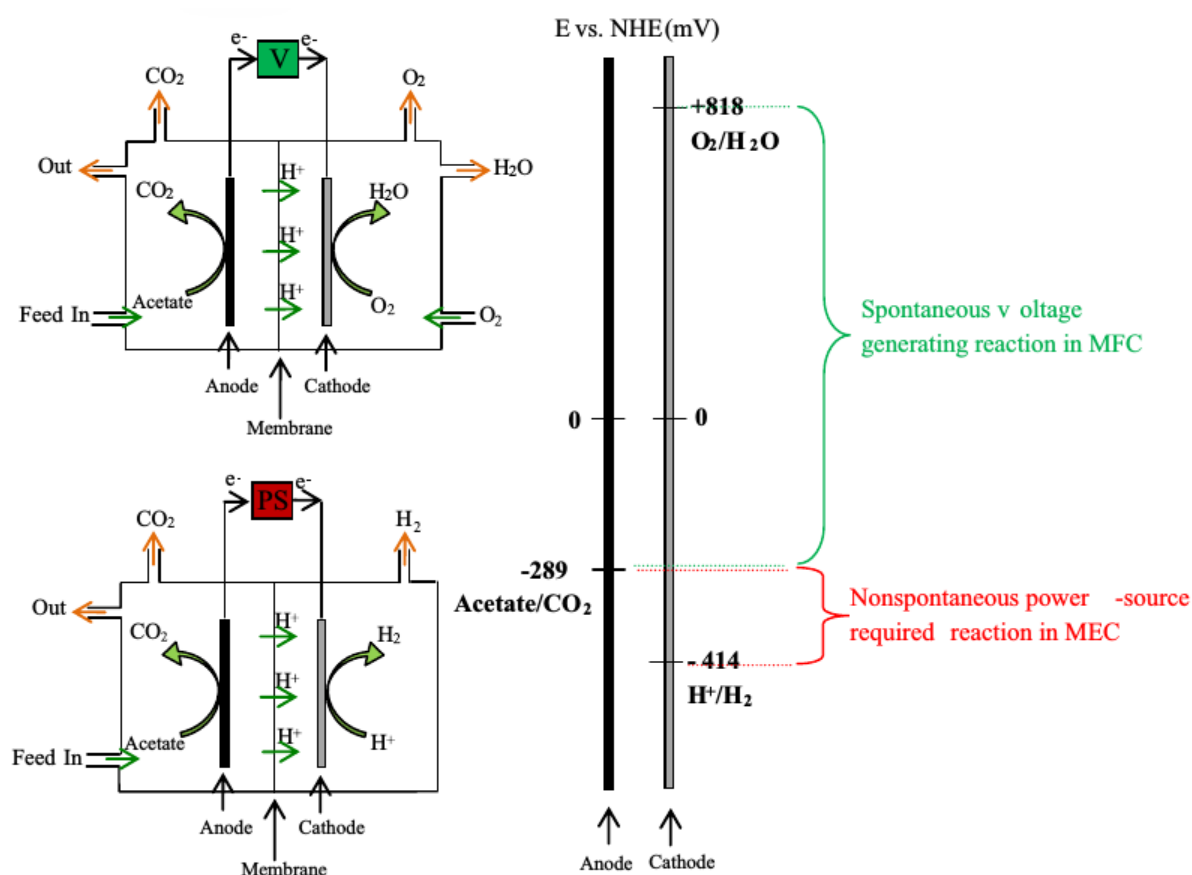 E vs. NHE(mV)
e-
V
e-
CO2
O2
Out
H2O
CO2
H+
H2O
H+
H+
Acetate
O2
Feed In
O2
Anode
Cathode
Membrane
e-
PS
e-
CO2
H2
Out
CO2
H+
H2
H+
H+
Acetate
H+
Feed In
Anode
Cathode
Membrane
+818
O2/H2O
Spontaneous v oltage
generating reaction in MFC
0
0
-289
Acetate/CO2
Nonspontaneous power -source
required reaction in MEC
- 414
H+/H2
Anode
Cathode